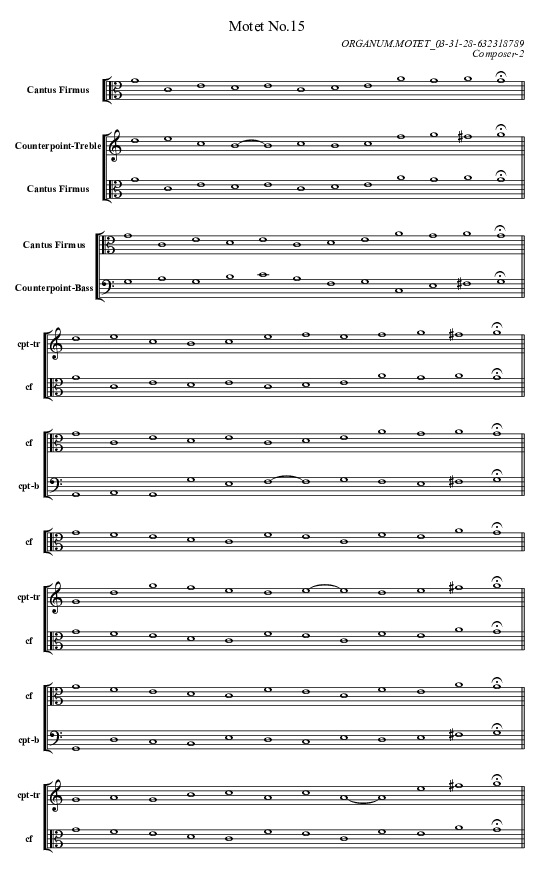 Motet No.15
ORGANUM.MOTET_03-31-28-632318789
Composer-2
Cantus Firmus
Counterpoint-Treble
Cantus Firmus
Cantus Firmus
Counterpoint-Bass
cpt-tr
cf
cf
cpt-b
cf
cpt-tr
cf
cf
cpt-b
cpt-tr
cf